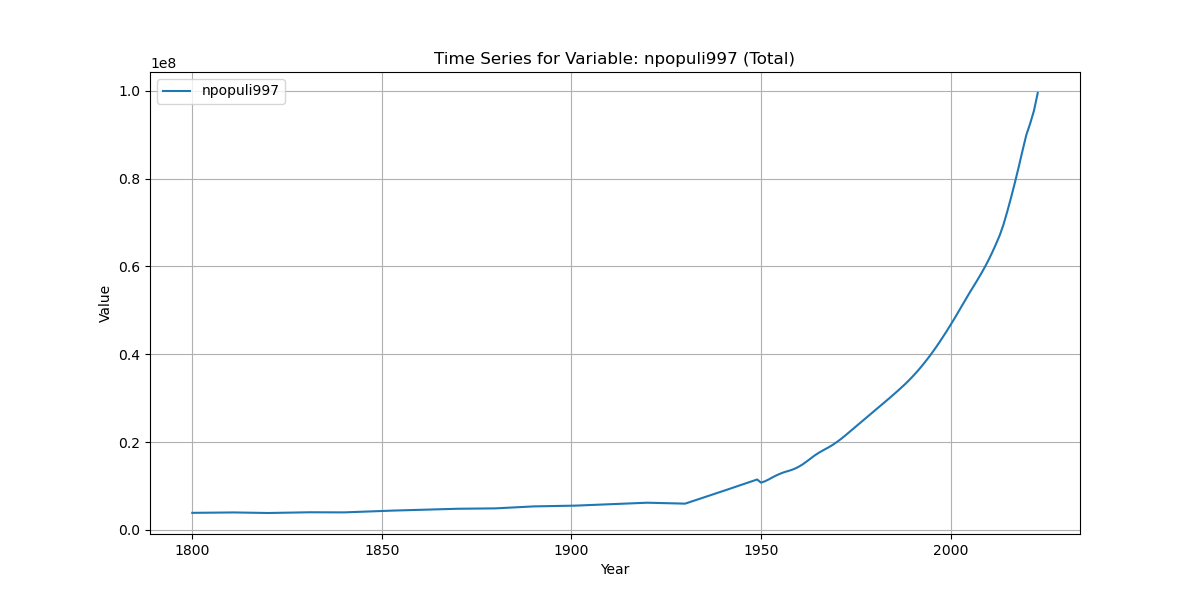 Time Series for Variable: npopuli997 (Total)
1e8
npopuli997
1.0
0.8
0.6
0.4
0.2
0.0
Value
1800 1850 1900 1950 2000
Year